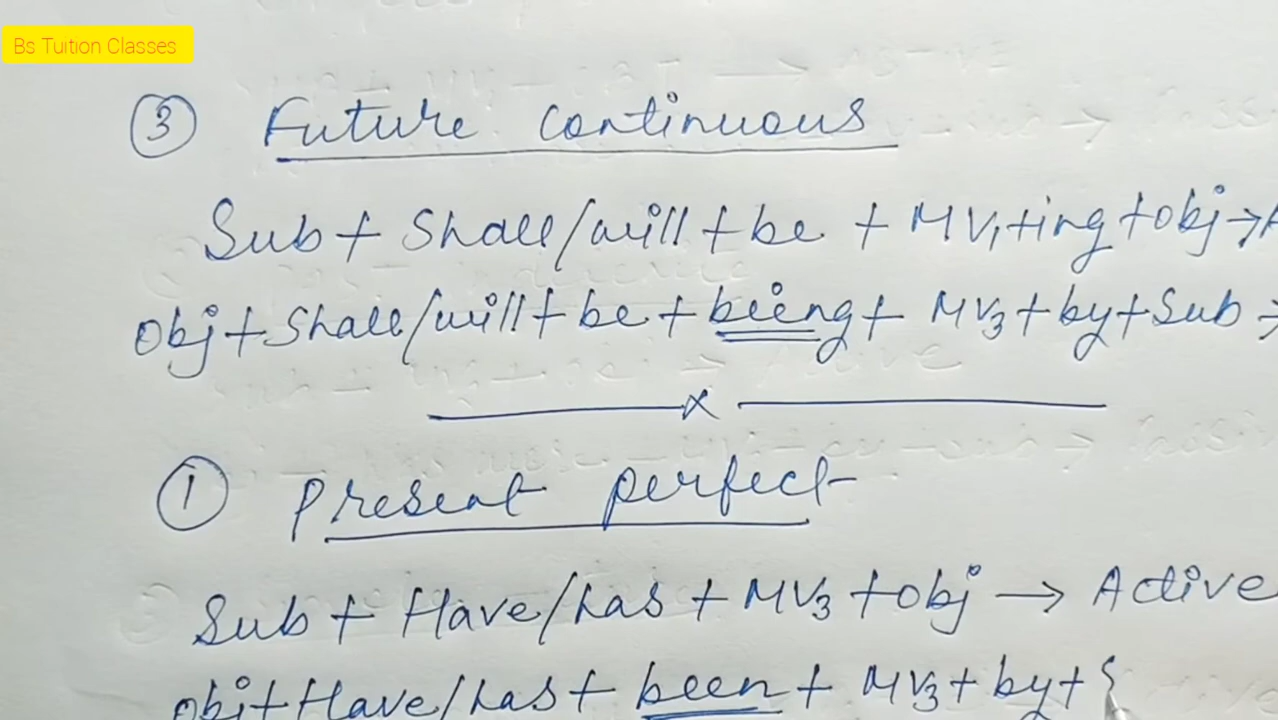 Bs Tuition Classes
③ Future continuous
Sub + Shall/will + be + MV₁+ing + obj → A
obj + Shall/will + be + being + MV₃ + by + Sub →
x
① Present perfect
Sub + Have/has + MV₃ + obj → Active
obj + Have/has + been + MV₃ + by + S